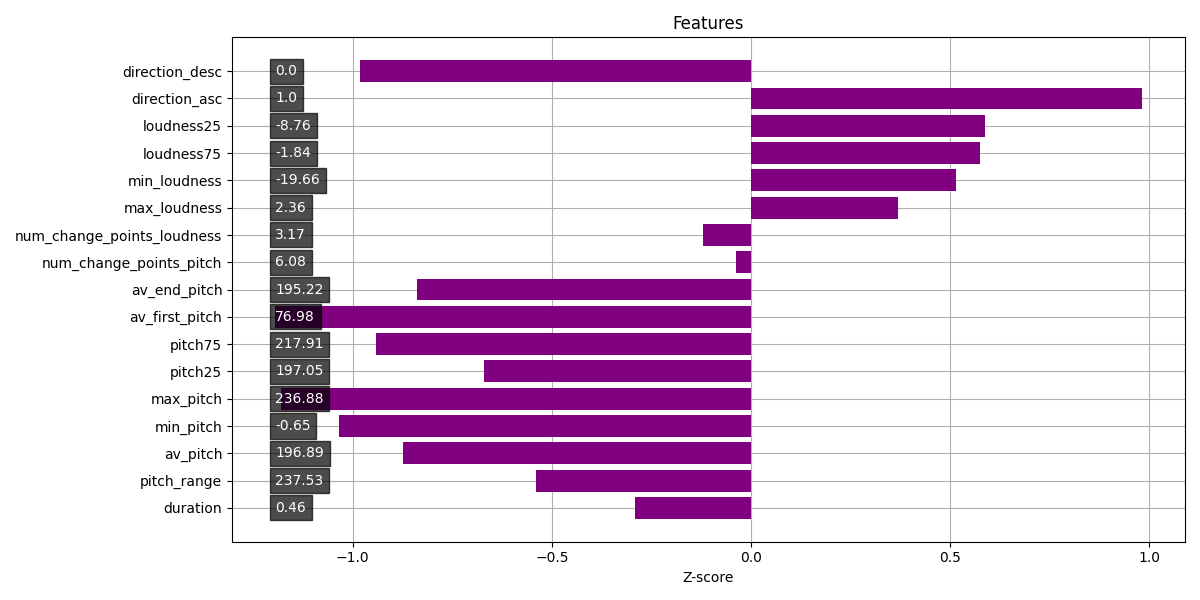 Features
direction_desc 0.0
direction_asc 1.0
loudness25 -8.76
loudness75 -1.84
min_loudness -19.66
max_loudness 2.36
num_change_points_loudness 3.17
num_change_points_pitch 6.08
av_end_pitch 195.22
av_first_pitch 76.98
pitch75 217.91
pitch25 197.05
max_pitch 236.88
min_pitch -0.65
av_pitch 196.89
pitch_range 237.53
duration 0.46
−1.0 −0.5 0.0 0.5 1.0
Z-score